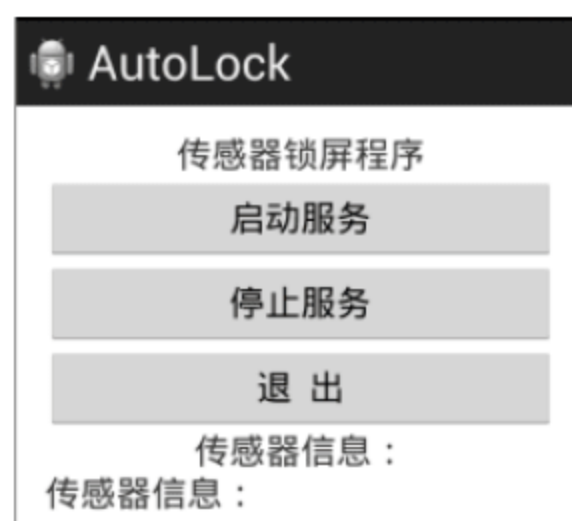 AutoLock
传感器锁屏程序
启动服务
停止服务
退 出
传感器信息：
传感器信息：